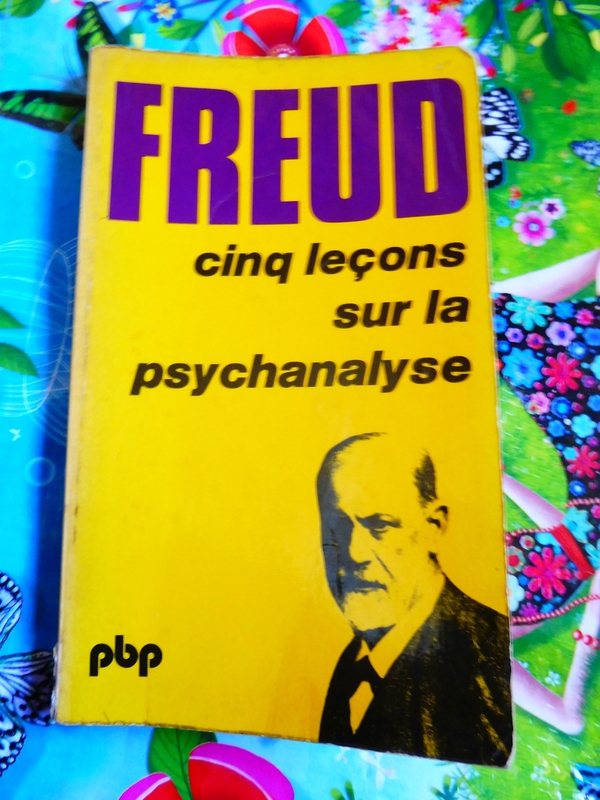 FREUD
cinq leçons
sur la
psychanalyse
pbp